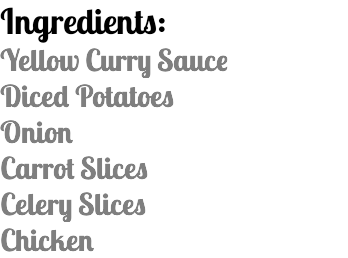 Ingredients:
Yellow Curry Sauce
Diced Potatoes
Onion
Carrot Slices
Celery Slices
Chicken